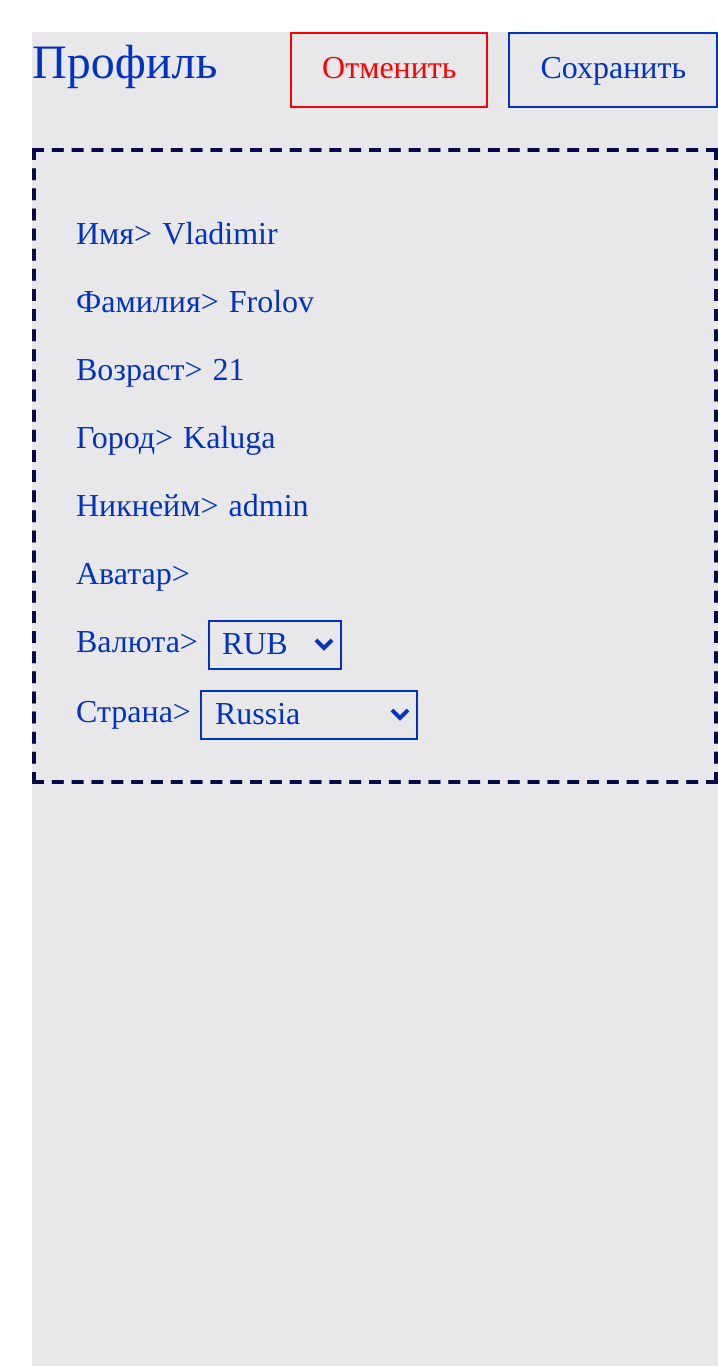 Профиль Отменить Сохранить
Имя> Vladimir
Фамилия> Frolov
Возраст> 21
Город> Kaluga
Никнейм> admin
Аватар>
Валюта> RUB
Страна> Russia